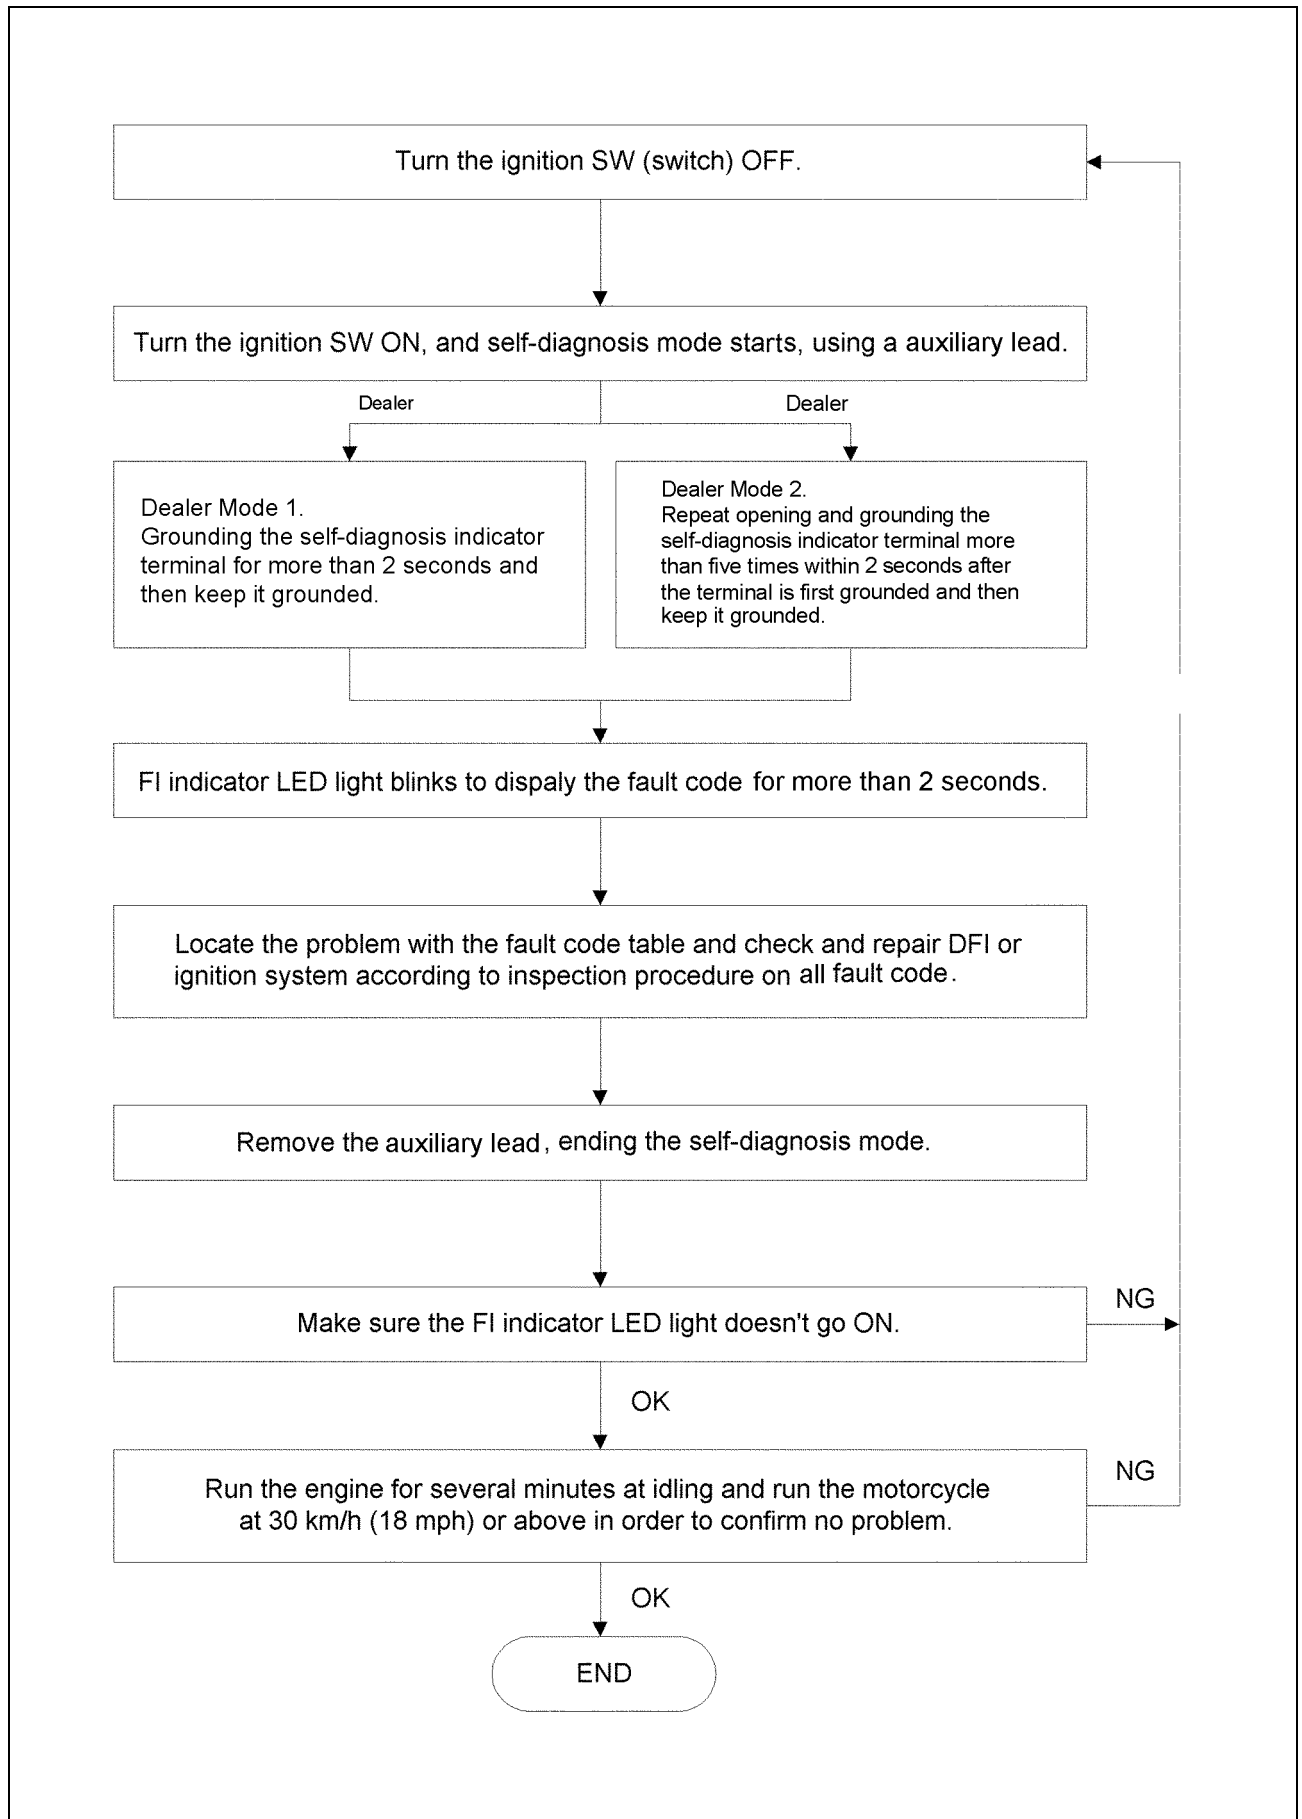 Turn the ignition SW (switch) OFF.
Turn the ignition SW ON, and self-diagnosis mode starts, using a auxiliary lead.
Dealer
Dealer
Dealer Mode 1.
Grounding the self-diagnosis indicator
terminal for more than 2 seconds and
then keep it grounded.
Dealer Mode 2.
Repeat opening and grounding the
self-diagnosis indicator terminal more
than five times within 2 seconds after
the terminal is first grounded and then
keep it grounded.
FI indicator LED light blinks to dispaly the fault code for more than 2 seconds.
Locate the problem with the fault code table and check and repair DFI or
ignition system according to inspection procedure on all fault code.
Remove the auxiliary lead, ending the self-diagnosis mode.
Make sure the FI indicator LED light doesn't go ON.
NG
OK
Run the engine for several minutes at idling and run the motorcycle
at 30 km/h (18 mph) or above in order to confirm no problem.
NG
OK
END